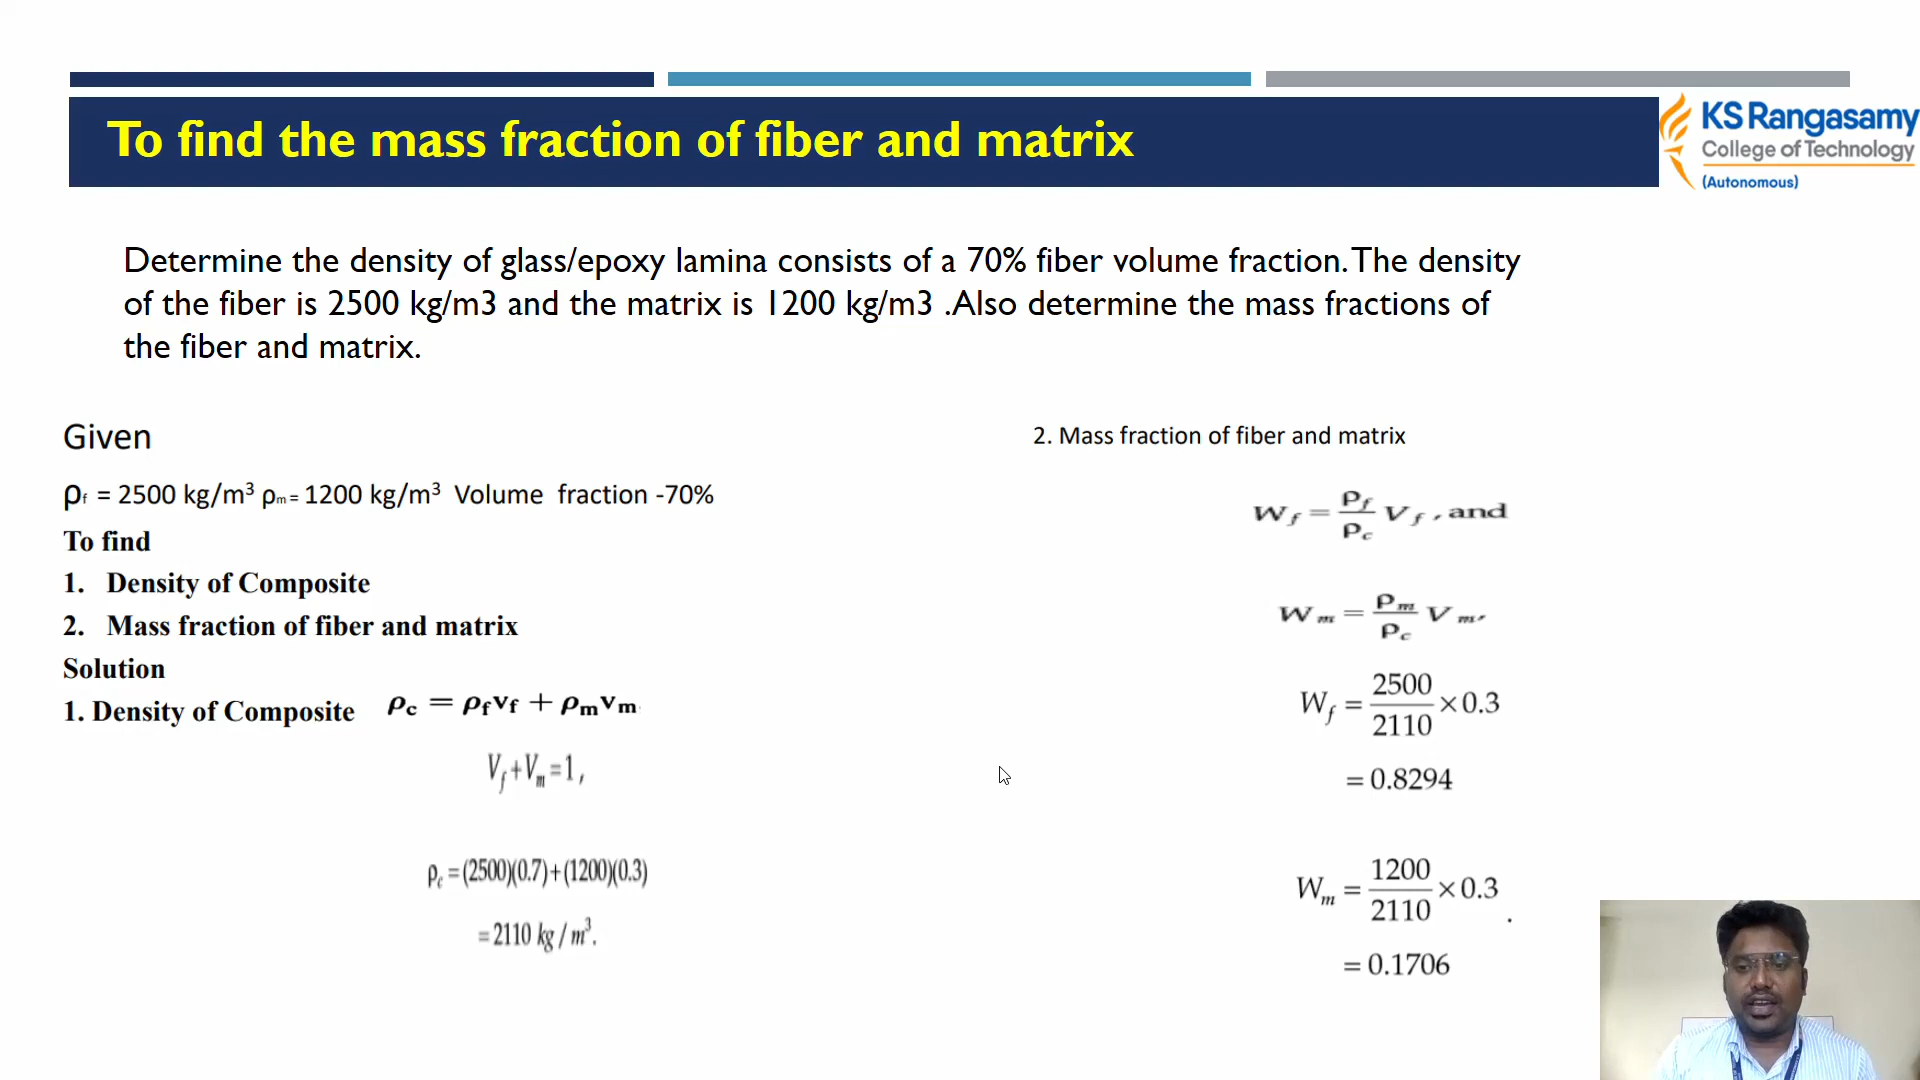 To find the mass fraction of fiber and matrix
KS Rangasamy
College of Technology
(Autonomous)
Determine the density of glass/epoxy lamina consists of a 70% fiber volume fraction. The density
of the fiber is 2500 kg/m3 and the matrix is 1200 kg/m3 .Also determine the mass fractions of
the fiber and matrix.
Given
ρf = 2500 kg/m³ ρm = 1200 kg/m³ Volume fraction -70%
To find
1. Density of Composite
2. Mass fraction of fiber and matrix
Solution
1. Density of Composite ρc = ρfvf + ρmvm
Vf+Vm=1,
ρc =(2500)(0.7)+(1200)(0.3)
=2110 kg/m³.
2. Mass fraction of fiber and matrix
Wf = ρf/ρc Vf, and
Wm = ρm/ρc Vm,
Wf = 2500/2110 ×0.3
= 0.8294
Wm = 1200/2110 ×0.3 .
= 0.1706